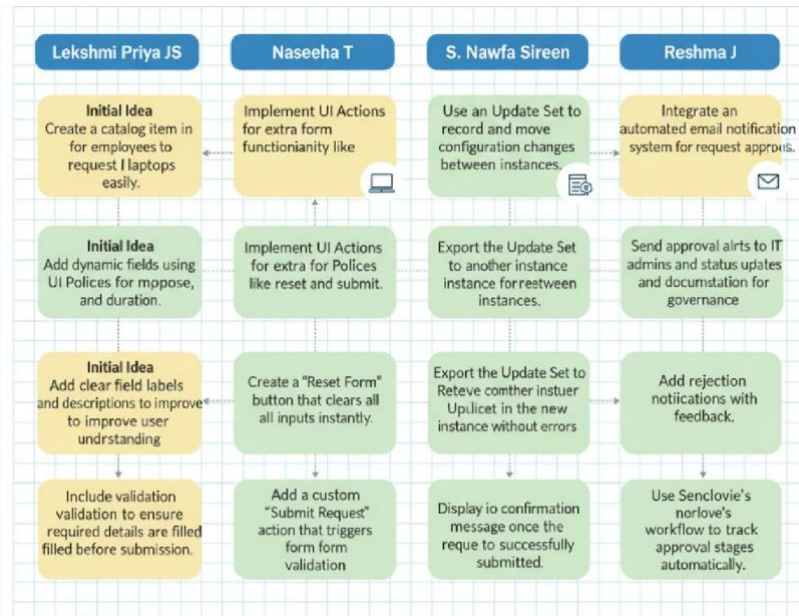 Lekshmi Priya JS
Naseeha T
S. Nawfa Sireen
Reshma J
Initial Idea
Create a catalog item in
for employees to
request I laptops
easily.
Implement UI Actions
for extra form
functionianity like
Use an Update Set to
record and move
configuration changes
between instances.
Integrate an
automated email notification
system for request approus.
Initial Idea
Add dynamic fields using
UI Polices for mppose,
and duration.
Implement UI Actions
for extra for Polices
like reset and submit.
Export the Update Set
to another instance
instance forreetween
instances.
Send approval alrts to IT
admins and status updates
and documstation for
governance
Initial Idea
Add clear field labels
and descriptions to improve
to improve user
undrstanding
Create a "Reset Form"
button that clears all
all inputs instantly.
Export the Update Set to
Reteve comther instuer
Updlicet in the new
instance without errors
Add rejection
notiications with
feedback.
Include validation
validation to ensure
required details are filled
filled before submission.
Add a custom
"Submit Request"
action that triggers
form form
validation
Display io confirmation
message once the
reque to successfully
submitted.
Use Senclovie's
norlove's
workflow to track
approval stages
automatically.